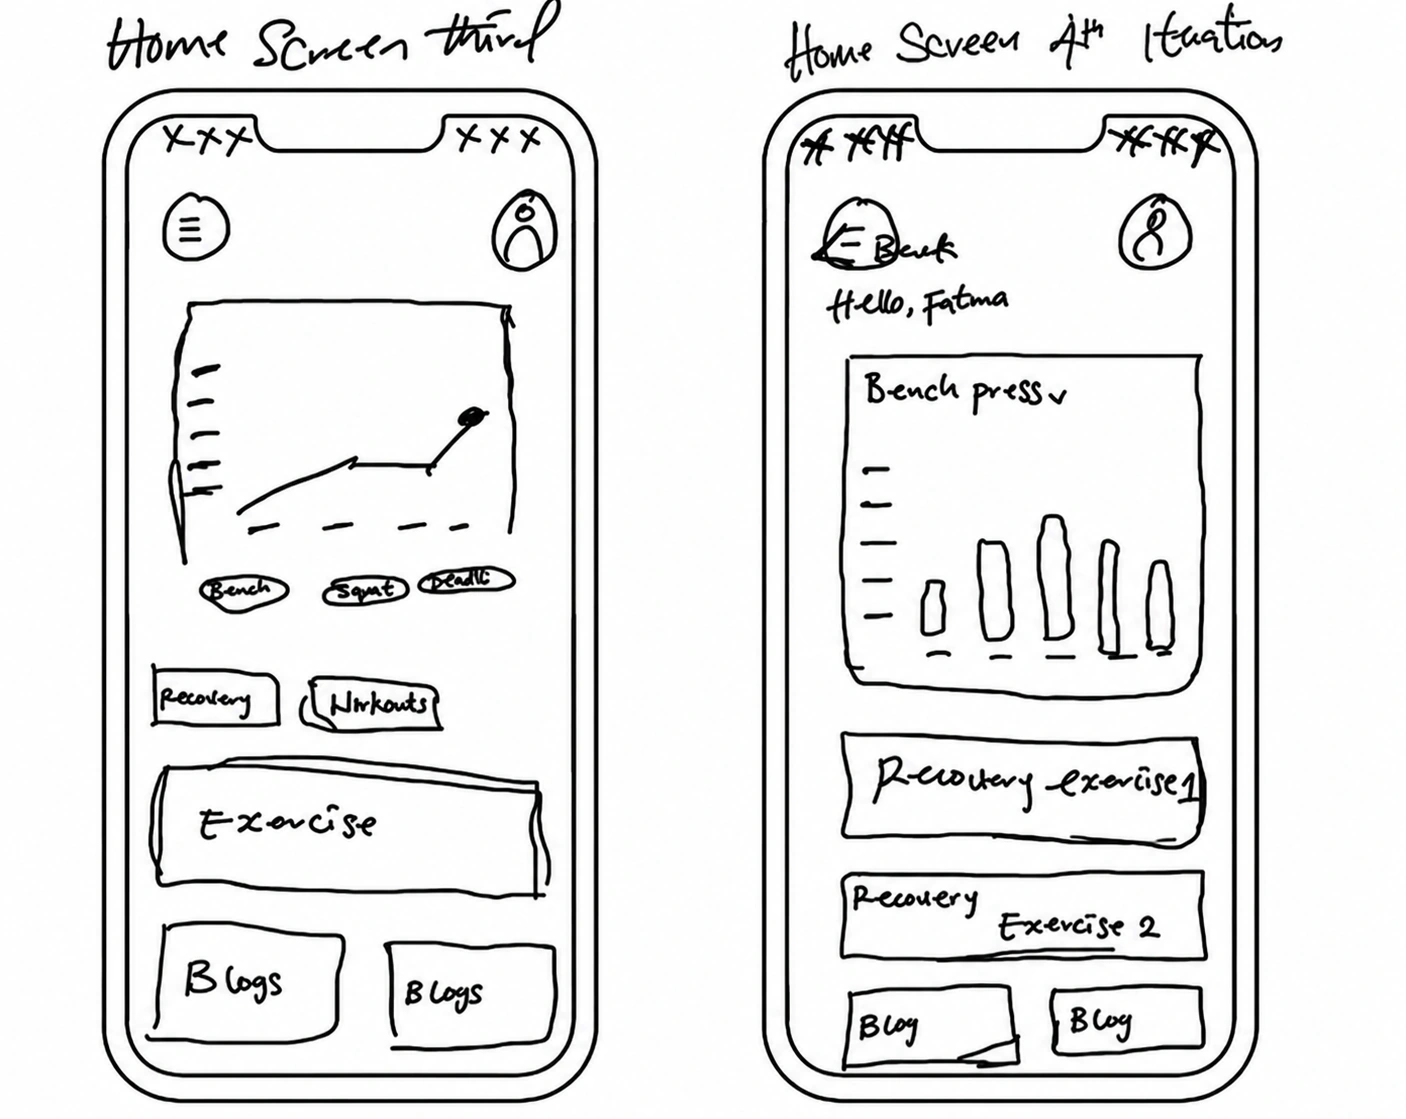 Home Screen third
Bench
Squat
Deadli
Recovery
Workouts
Exercise
Blogs
Blogs
Home Screen 4th Iteration
Back
Hello, Fatma
Bench press
Recovery exercise 1
Recovery
Exercise 2
Blog
Blog